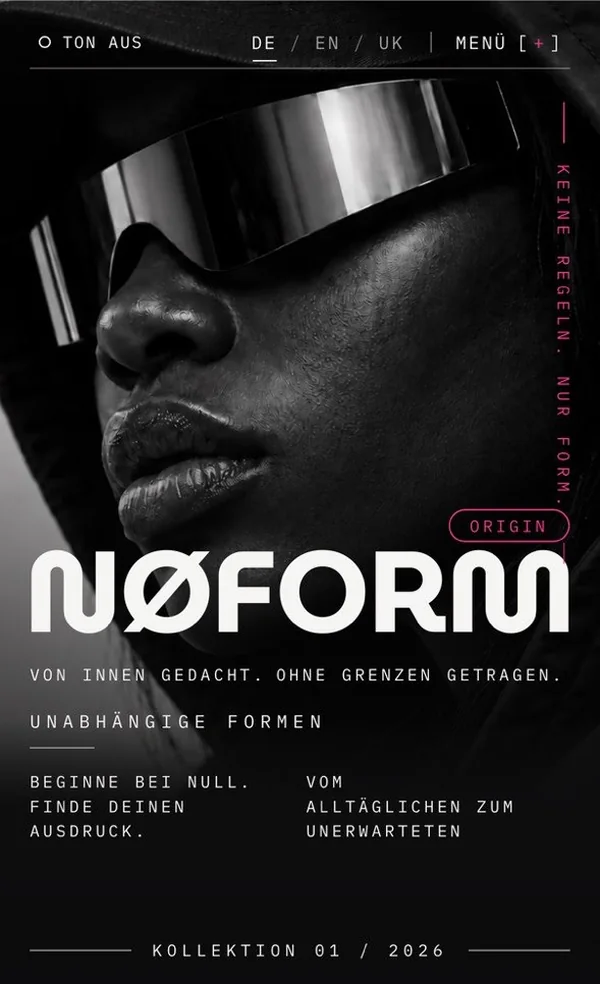 TON AUS
DE / EN / UK | MENÜ [+]
KEINE REGELN. NUR FORM.
ORIGIN
NØFORM
VON INNEN GEDACHT. OHNE GRENZEN GETRAGEN.
UNABHÄNGIGE FORMEN
BEGINNE BEI NULL.
FINDE DEINEN
AUSDRUCK.
VOM
ALLTÄGLICHEN ZUM
UNERWARTETEN
KOLLEKTION 01 / 2026